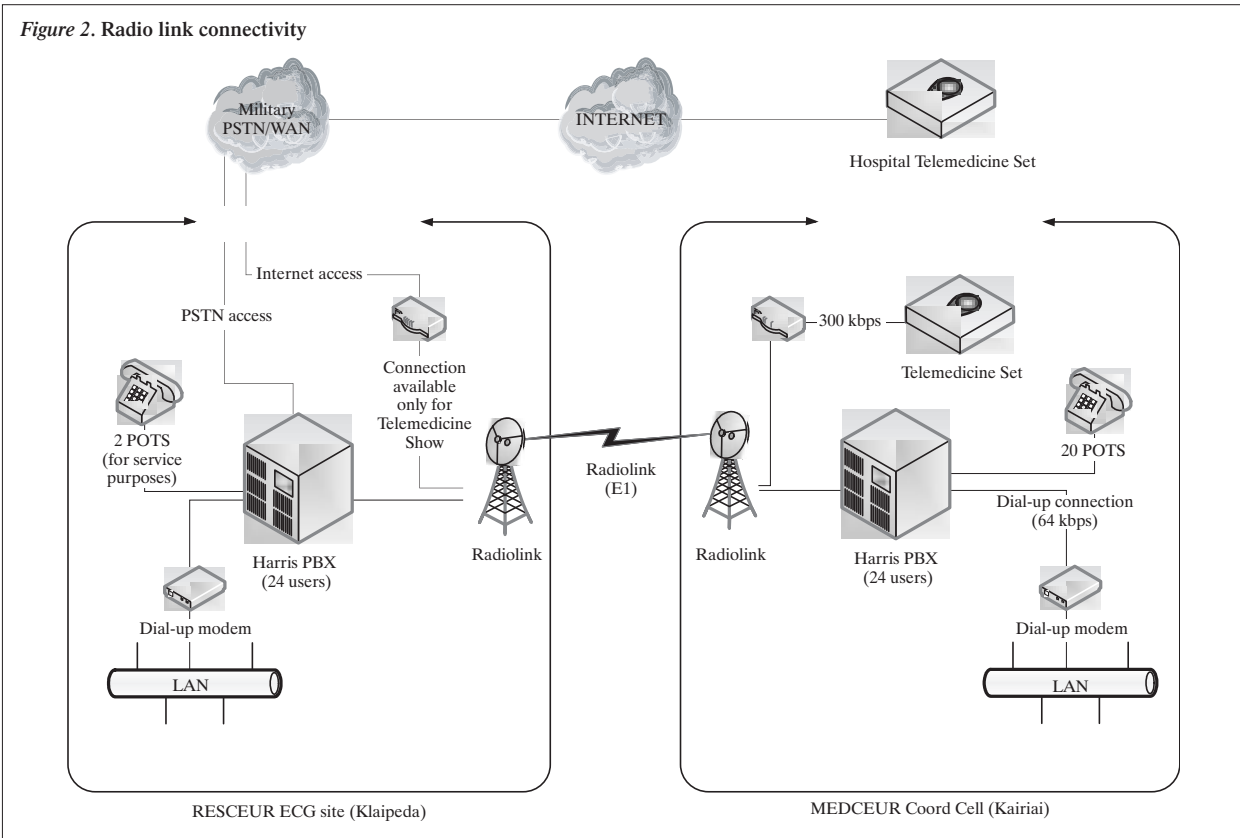 Figure 2. Radio link connectivity
Military
PSTN/WAN
INTERNET
Hospital Telemedicine Set
Internet access
PSTN access
Connection
available
only for
Telemedicine
Show
2 POTS
(for service
purposes)
Harris PBX
(24 users)
Radiolink
Dial-up modem
LAN
RESCEUR ECG site (Klaipeda)
Radiolink
(E1)
300 kbps
Telemedicine Set
20 POTS
Radiolink
Harris PBX
(24 users)
Dial-up connection
(64 kbps)
Dial-up modem
LAN
MEDCEUR Coord Cell (Kairiai)